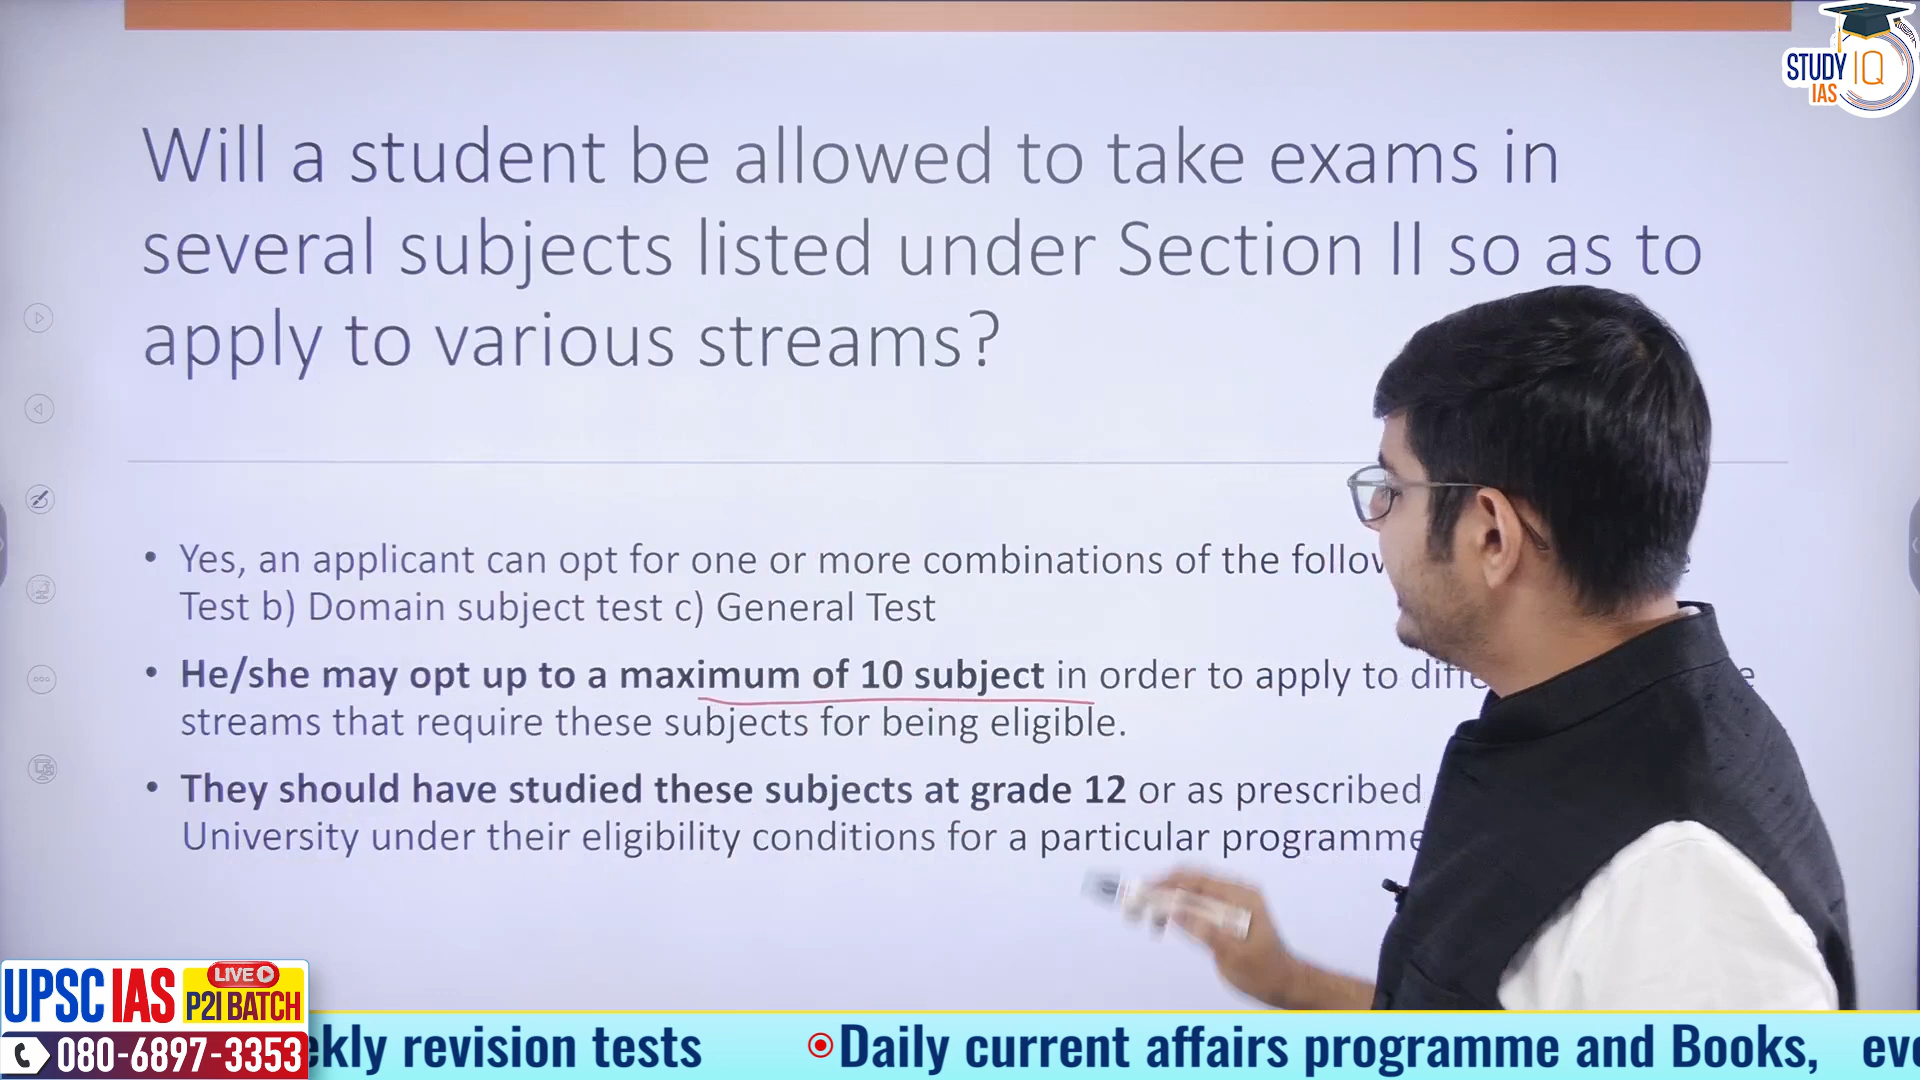 STUDY IQ
IAS
Will a student be allowed to take exams in
several subjects listed under Section II so as to
apply to various streams?
• Yes, an applicant can opt for one or more combinations of the
Test b) Domain subject test c) General Test
• He/she may opt up to a maximum of 10 subject in order to apply to
streams that require these subjects for being eligible.
• They should have studied these subjects at grade 12 or as prescribed
University under their eligibility conditions for a particular programme
UPSC IAS LIVE
P2I BATCH
080-6897-3353
revision tests Daily current affairs programme and Books,